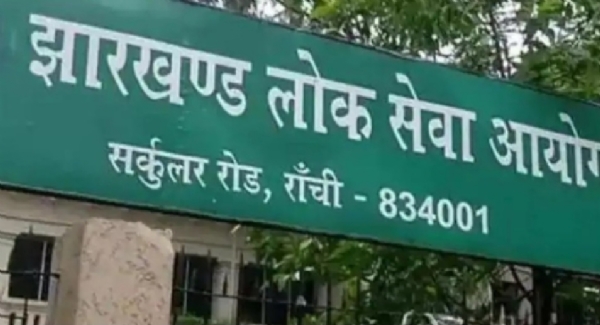 झारखण्ड लोक सेवा आयोग
सर्कुलर रोड, राँची - 834001